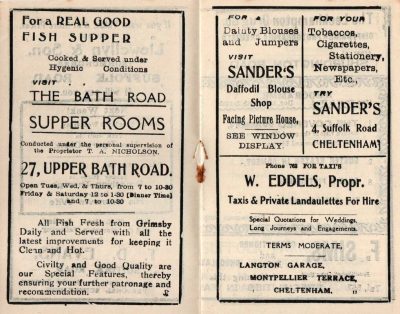 For a REAL GOOD
FISH SUPPER
Cooked & Served under
Hygenic Conditions
VISIT
THE BATH ROAD
SUPPER ROOMS
Conducted under the personal supervision of
the Proprietor T. A. NICHOLSON.
27, UPPER BATH ROAD.
Open Tues, Wed, & Thurs, from 7 to 10-30
Friday & Saturday 12 to 1-30 (Dinner Time)
and 7. to 10-30
All Fish Fresh from Grimsby
Daily and Served with all the
latest improvements for keeping it
Clean and Hot.
Civilty and Good Quality are
our Special Features, thereby
ensuring your further patronage and
recommendation.
FOR A
Dainty Blouses
and Jumpers
VISIT
SANDER'S
Daffodil Blouse
Shop
Facing Picture House,
SEE WINDOW
DISPLAY.
FOR YOUR
Tobaccos,
Cigarettes,
Stationery,
Newspapers,
Etc.,
TRY
SANDER'S
4, Suffolk Road
CHELTENHAM
Phone 763 FOR TAXI'S
W. EDDELS, Propr.
Taxis & Private Landaulettes For Hire
Special Quotations for Weddings,
Long Journeys and Engagements.
TERMS MODERATE,
LANGTON GARAGE,
MONTPELLIER TERRACE,
CHELTENHAM,